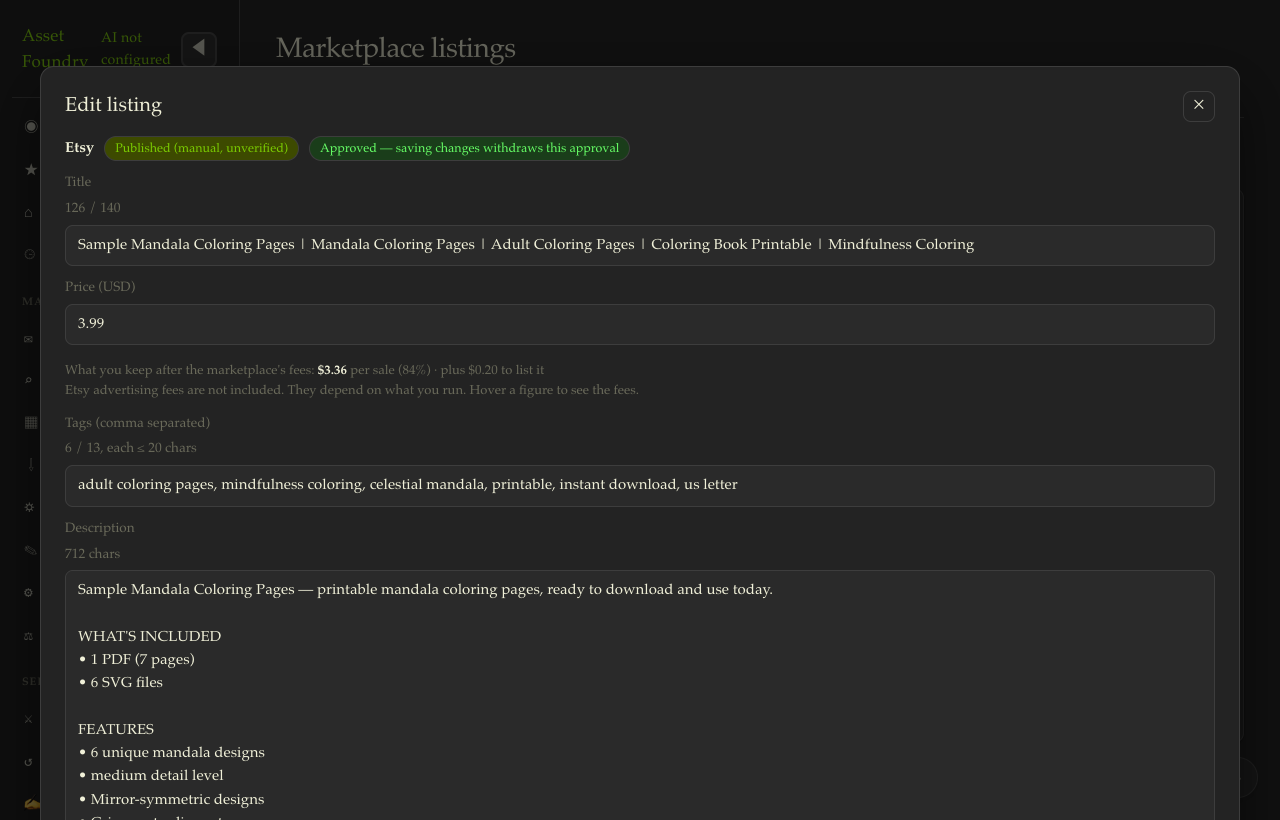 Asset
Foundry
AI not
configured
Marketplace listings
Edit listing
Etsy
Published (manual, unverified)
Approved — saving changes withdraws this approval
Title
126 / 140
Sample Mandala Coloring Pages | Mandala Coloring Pages | Adult Coloring Pages | Coloring Book Printable | Mindfulness Coloring
Price (USD)
3.99
What you keep after the marketplace's fees: $3.36 per sale (84%) · plus $0.20 to list it
Etsy advertising fees are not included. They depend on what you run. Hover a figure to see the fees.
Tags (comma separated)
6 / 13, each ≤ 20 chars
adult coloring pages, mindfulness coloring, celestial mandala, printable, instant download, us letter
Description
712 chars
Sample Mandala Coloring Pages — printable mandala coloring pages, ready to download and use today.
WHAT'S INCLUDED
• 1 PDF (7 pages)
• 6 SVG files
FEATURES
• 6 unique mandala designs
• medium detail level
• Mirror-symmetric designs